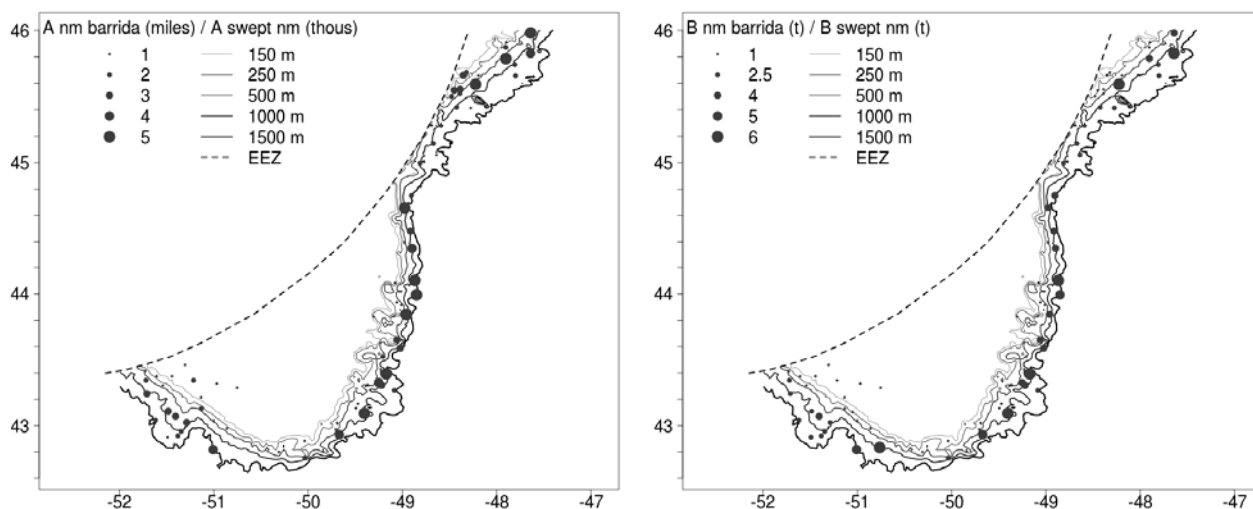 A nm barrida (miles) / A swept nm (thous)
1 150 m
2 250 m
3 500 m
4 1000 m
5 1500 m
EEZ
46
45
44
43
-52 -51 -50 -49 -48 -47
B nm barrida (t) / B swept nm (t)
1 150 m
2.5 250 m
4 500 m
5 1000 m
6 1500 m
EEZ
46
45
44
43
-52 -51 -50 -49 -48 -47